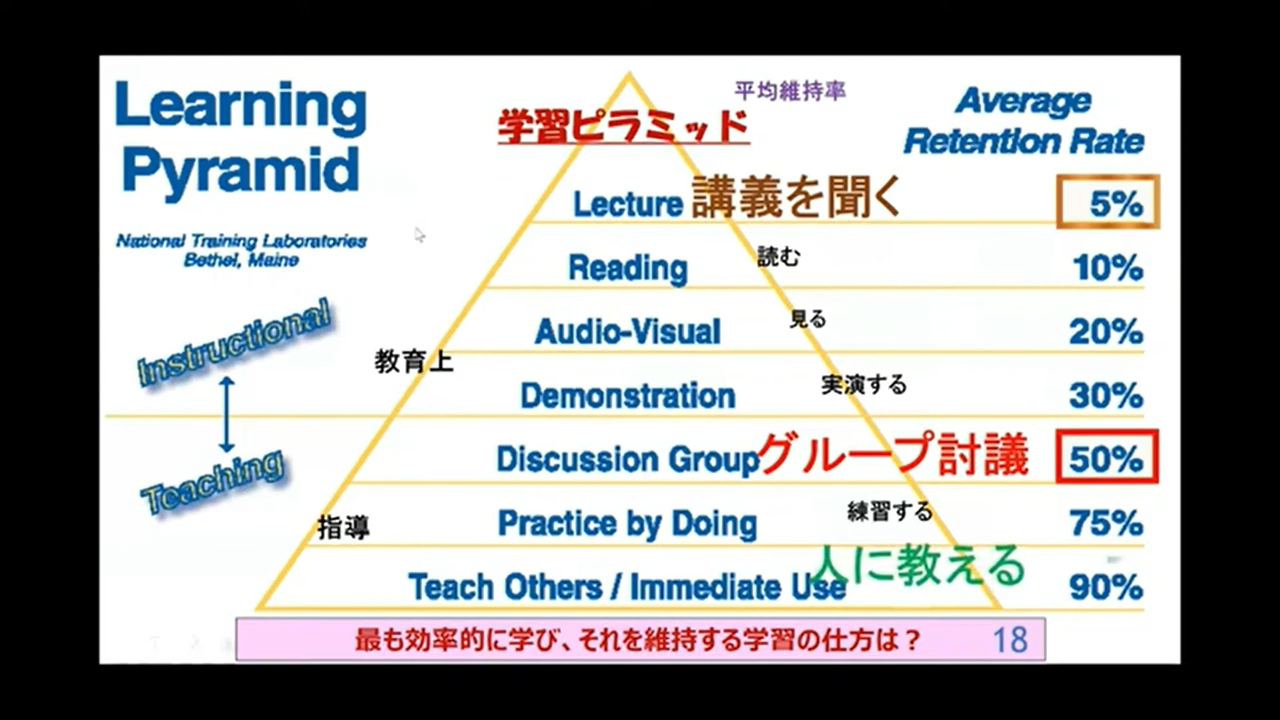 Learning
Pyramid
National Training Laboratories
Bethel, Maine
学習ピラミッド
平均維持率
Average
Retention Rate
Lecture 講義を聞く 5%
Reading 読む 10%
Audio-Visual 見る 20%
Demonstration 実演する 30%
Discussion Group グループ討議 50%
Practice by Doing 練習する 75%
Teach Others / Immediate Use 人に教える 90%
Instructional
教育上
Teaching
指導
最も効率的に学び、それを維持する学習の仕方は?
18